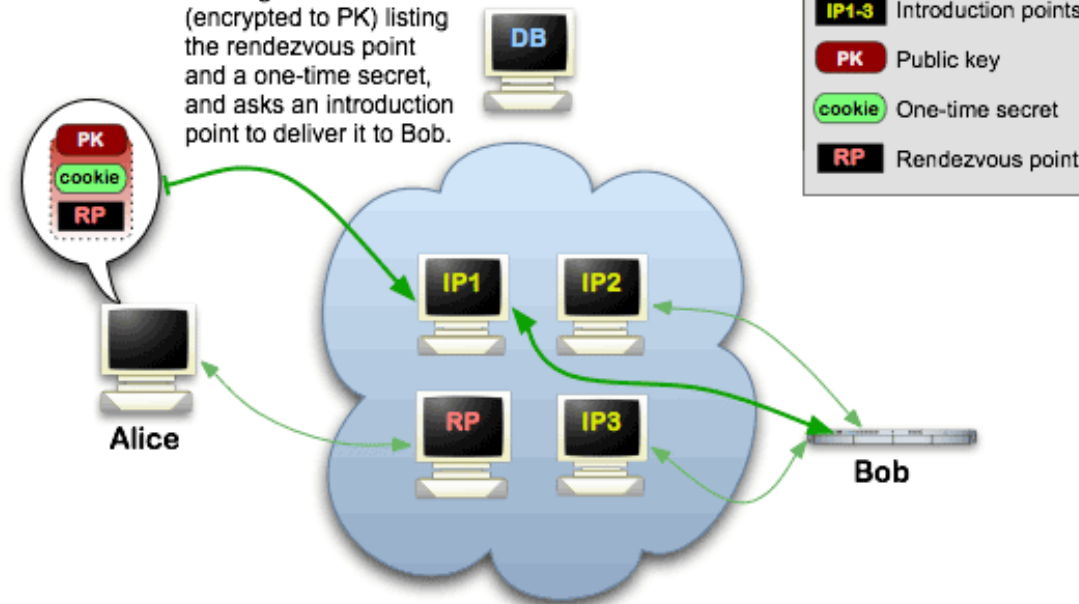 (encrypted to PK) listing
the rendezvous point
and a one-time secret,
and asks an introduction
point to deliver it to Bob.
DB
IP1-3 Introduction points
PK Public key
cookie One-time secret
RP Rendezvous point
PK
cookie
RP
IP1
IP2
RP
IP3
Alice
Bob